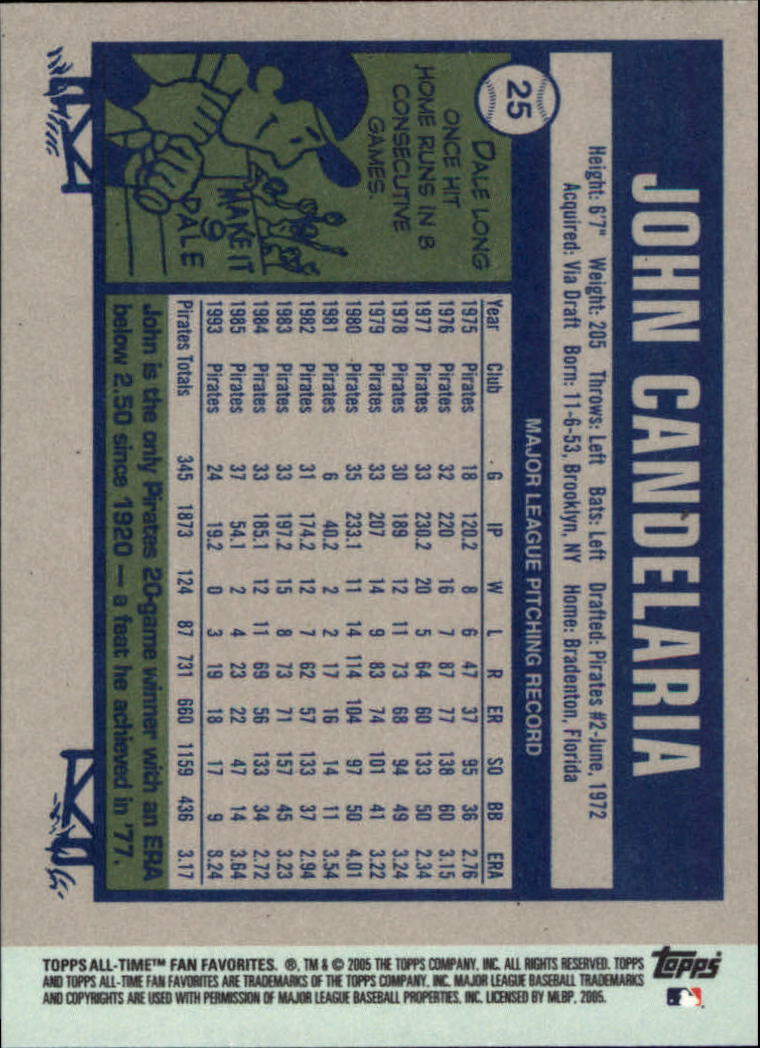 JOHN CANDELARIA
Height: 6'7" Weight: 205 Throws: Left Bats: Left Drafted: Pirates #2-June, 1972
Acquired: Via Draft Born: 11-6-53, Brooklyn, NY Home: Bradenton, Florida
25
MAJOR LEAGUE PITCHING RECORD
Year Club G IP W L R ER SO BB ERA
1975 Pirates 18 120.2 8 6 47 37 95 36 2.76
1976 Pirates 32 220 16 7 87 77 138 60 3.15
1977 Pirates 33 230.2 20 5 64 60 133 50 2.34
1978 Pirates 30 189 12 11 73 68 94 49 3.24
1979 Pirates 33 207 14 9 83 74 101 41 3.22
1980 Pirates 35 233.1 11 14 114 104 97 50 4.01
1981 Pirates 6 40.2 2 2 17 16 14 11 3.54
1982 Pirates 31 174.2 12 7 62 57 133 37 2.94
1983 Pirates 33 197.2 15 8 73 71 157 45 3.23
1984 Pirates 33 185.1 12 11 69 56 133 34 2.72
1985 Pirates 37 54.1 2 4 23 22 47 14 3.64
1993 Pirates 24 19.2 0 3 19 18 17 9 8.24
Pirates Totals 345 1873 124 87 731 660 1159 436 3.17
DALE LONG
ONCE HIT
HOME RUNS IN 8
CONSECUTIVE
GAMES.
MAKE IT
9
DALE
John is the only Pirates 20-game winner with an ERA
below 2.50 since 1920 — a feat he achieved in '77.
topps
TOPPS ALL-TIME™ FAN FAVORITES. ®, TM & © 2005 THE TOPPS COMPANY, INC. ALL RIGHTS RESERVED. TOPPS
AND TOPPS ALL-TIME FAN FAVORITES ARE TRADEMARKS OF THE TOPPS COMPANY, INC. MAJOR LEAGUE BASEBALL TRADEMARKS
AND COPYRIGHTS ARE USED WITH PERMISSION OF MAJOR LEAGUE BASEBALL PROPERTIES, INC. LICENSED BY MLBP, 2005.